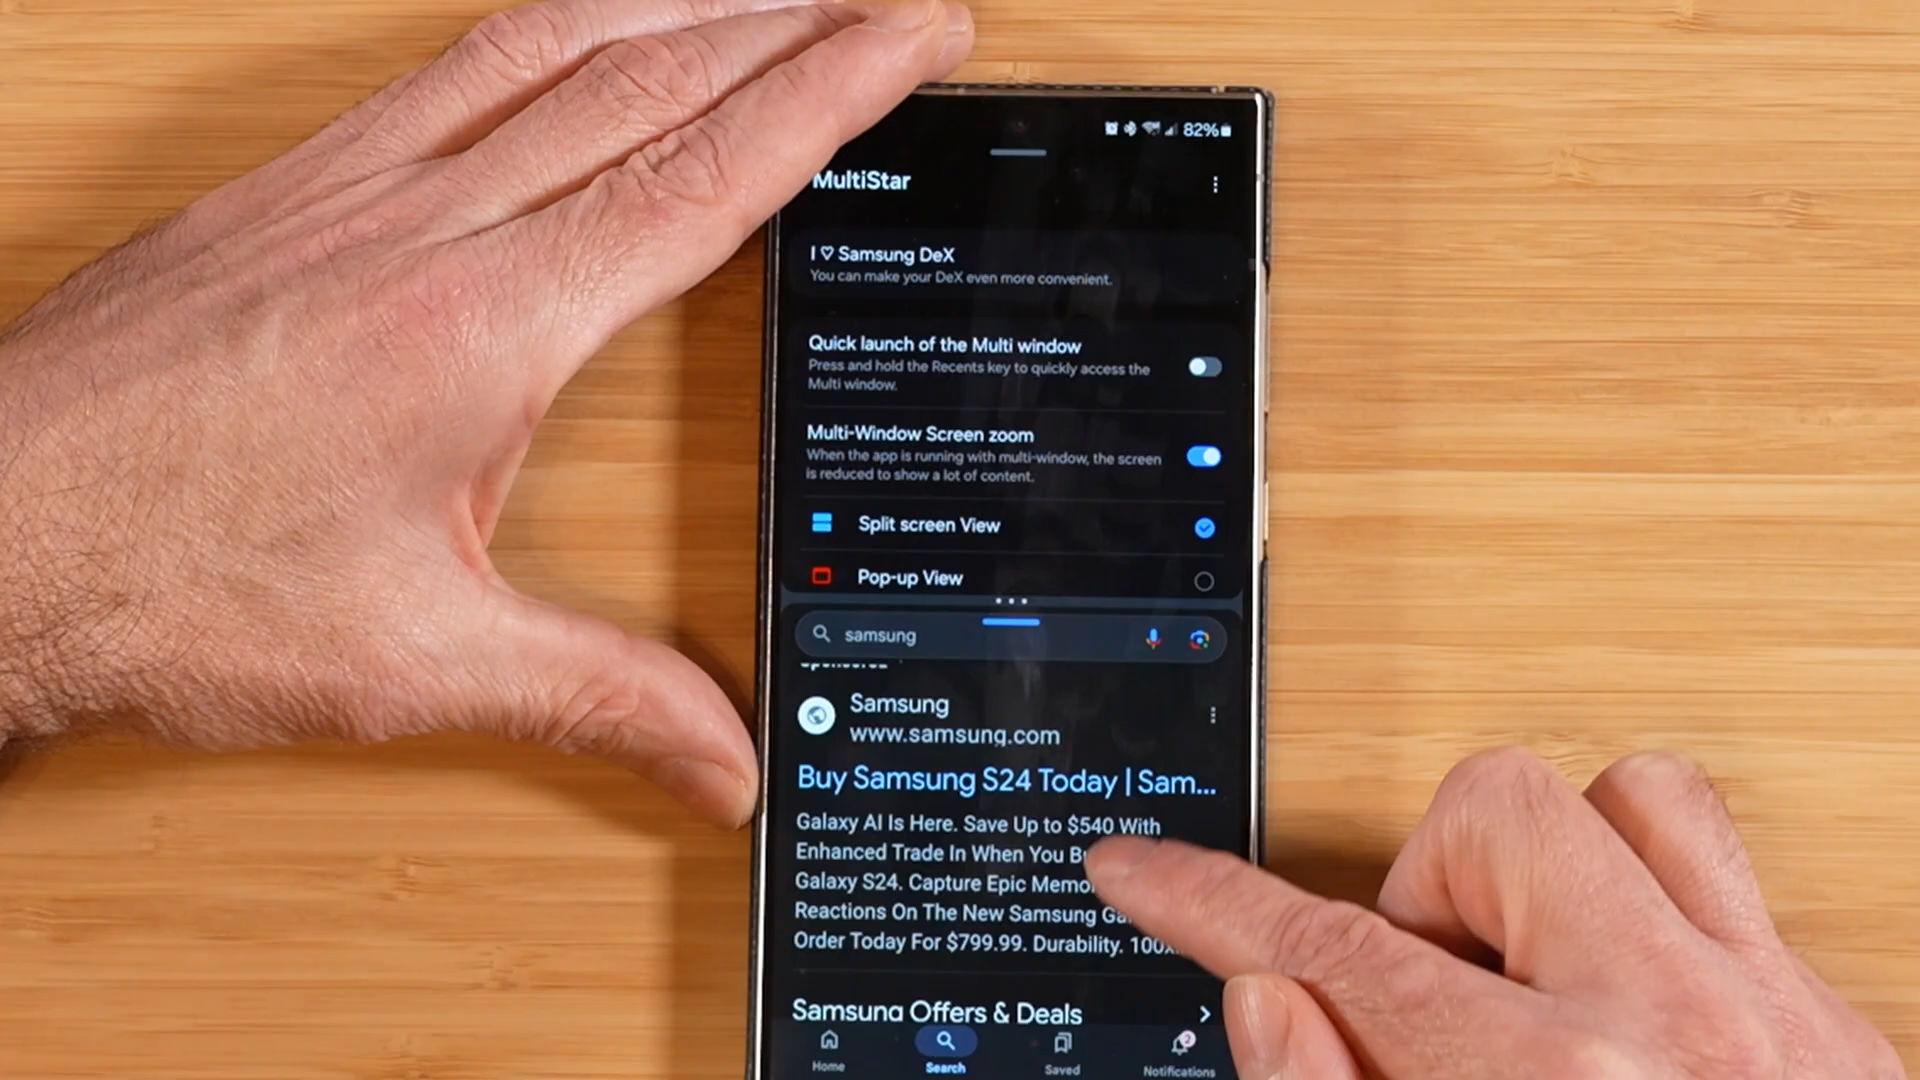 82%
MultiStar
I ♡ Samsung DeX
You can make your DeX even more convenient.
Quick launch of the Multi window
Press and hold the Recents key to quickly access the
Multi window.
Multi-Window Screen zoom
When the app is running with multi-window, the screen
is reduced to show a lot of content.
Split screen View
Pop-up View
samsung
Sponsored
Samsung
www.samsung.com
Buy Samsung S24 Today | Sam...
Galaxy AI Is Here. Save Up to $540 With
Enhanced Trade In When You
Galaxy S24. Capture Epic
Reactions On The New Samsung
Order Today For $799.99. Durability. 100x
Samsung Offers & Deals
Home
Search
Saved
2
Notifications